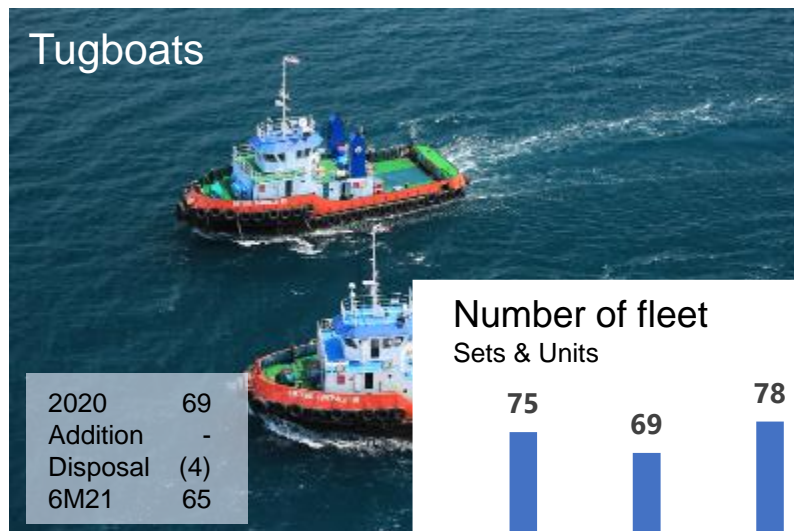 Tugboats
Number of fleet
Sets & Units
75
69
78
2020 69
Addition -
Disposal (4)
6M21 65